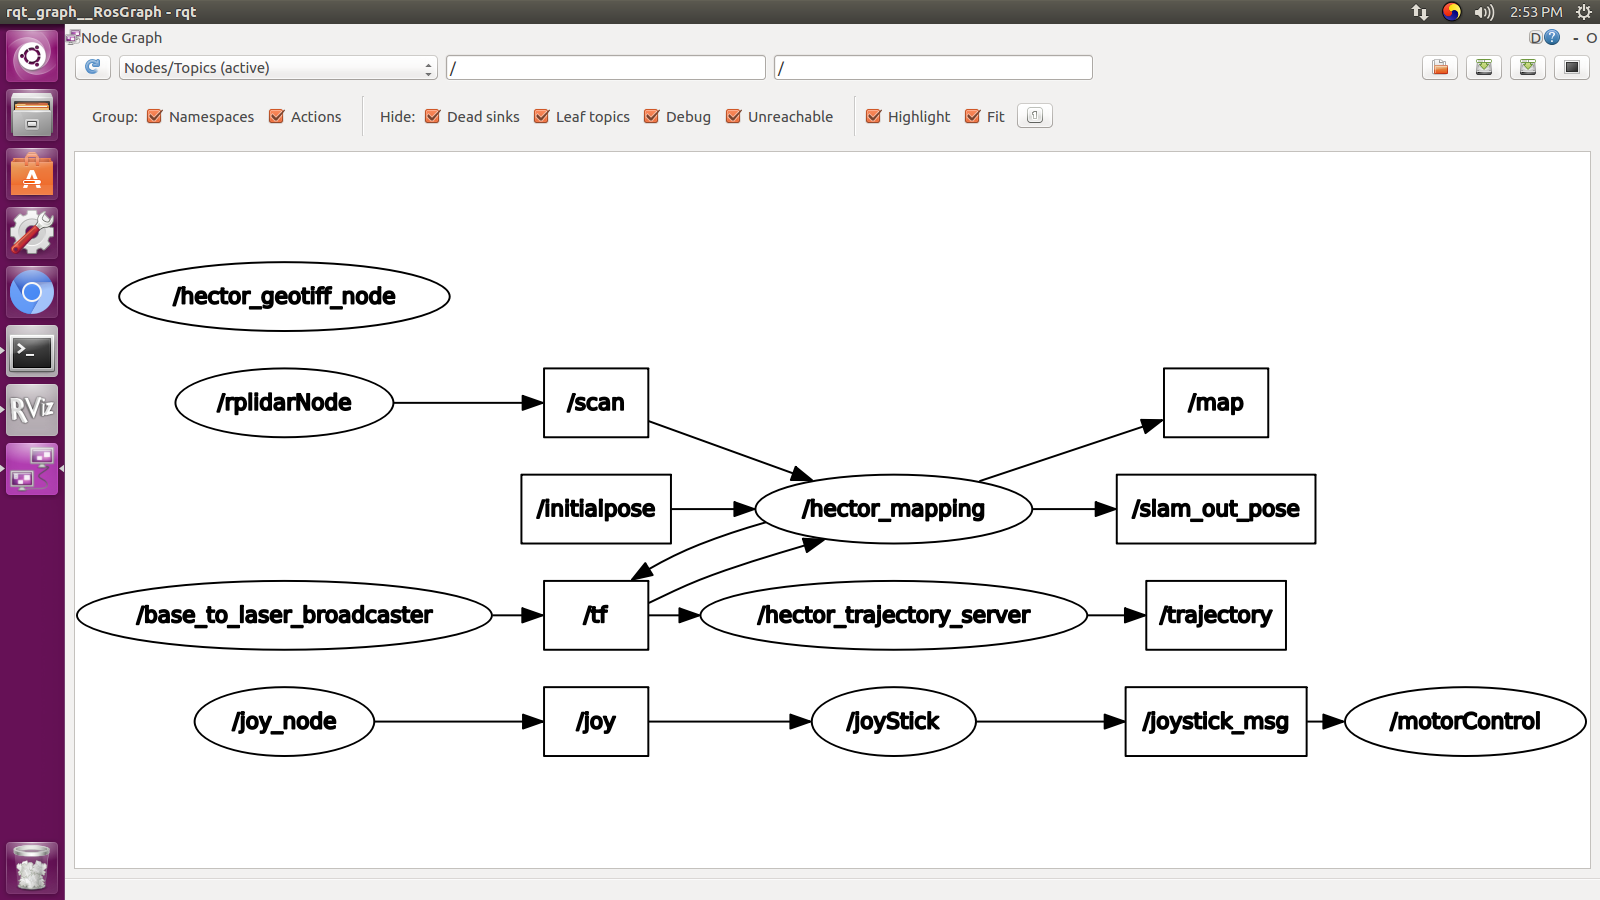 rqt_graph__RosGraph - rqt
2:53 PM
Node Graph
D ? - O
Nodes/Topics (active) / /
Group: Namespaces Actions Hide: Dead sinks Leaf topics Debug Unreachable Highlight Fit
/hector_geotiff_node
/rplidarNode /scan /map
/initialpose /hector_mapping /slam_out_pose
/base_to_laser_broadcaster /tf /hector_trajectory_server /trajectory
/joy_node /joy /joyStick /joystick_msg /motorControl
>_
RViz